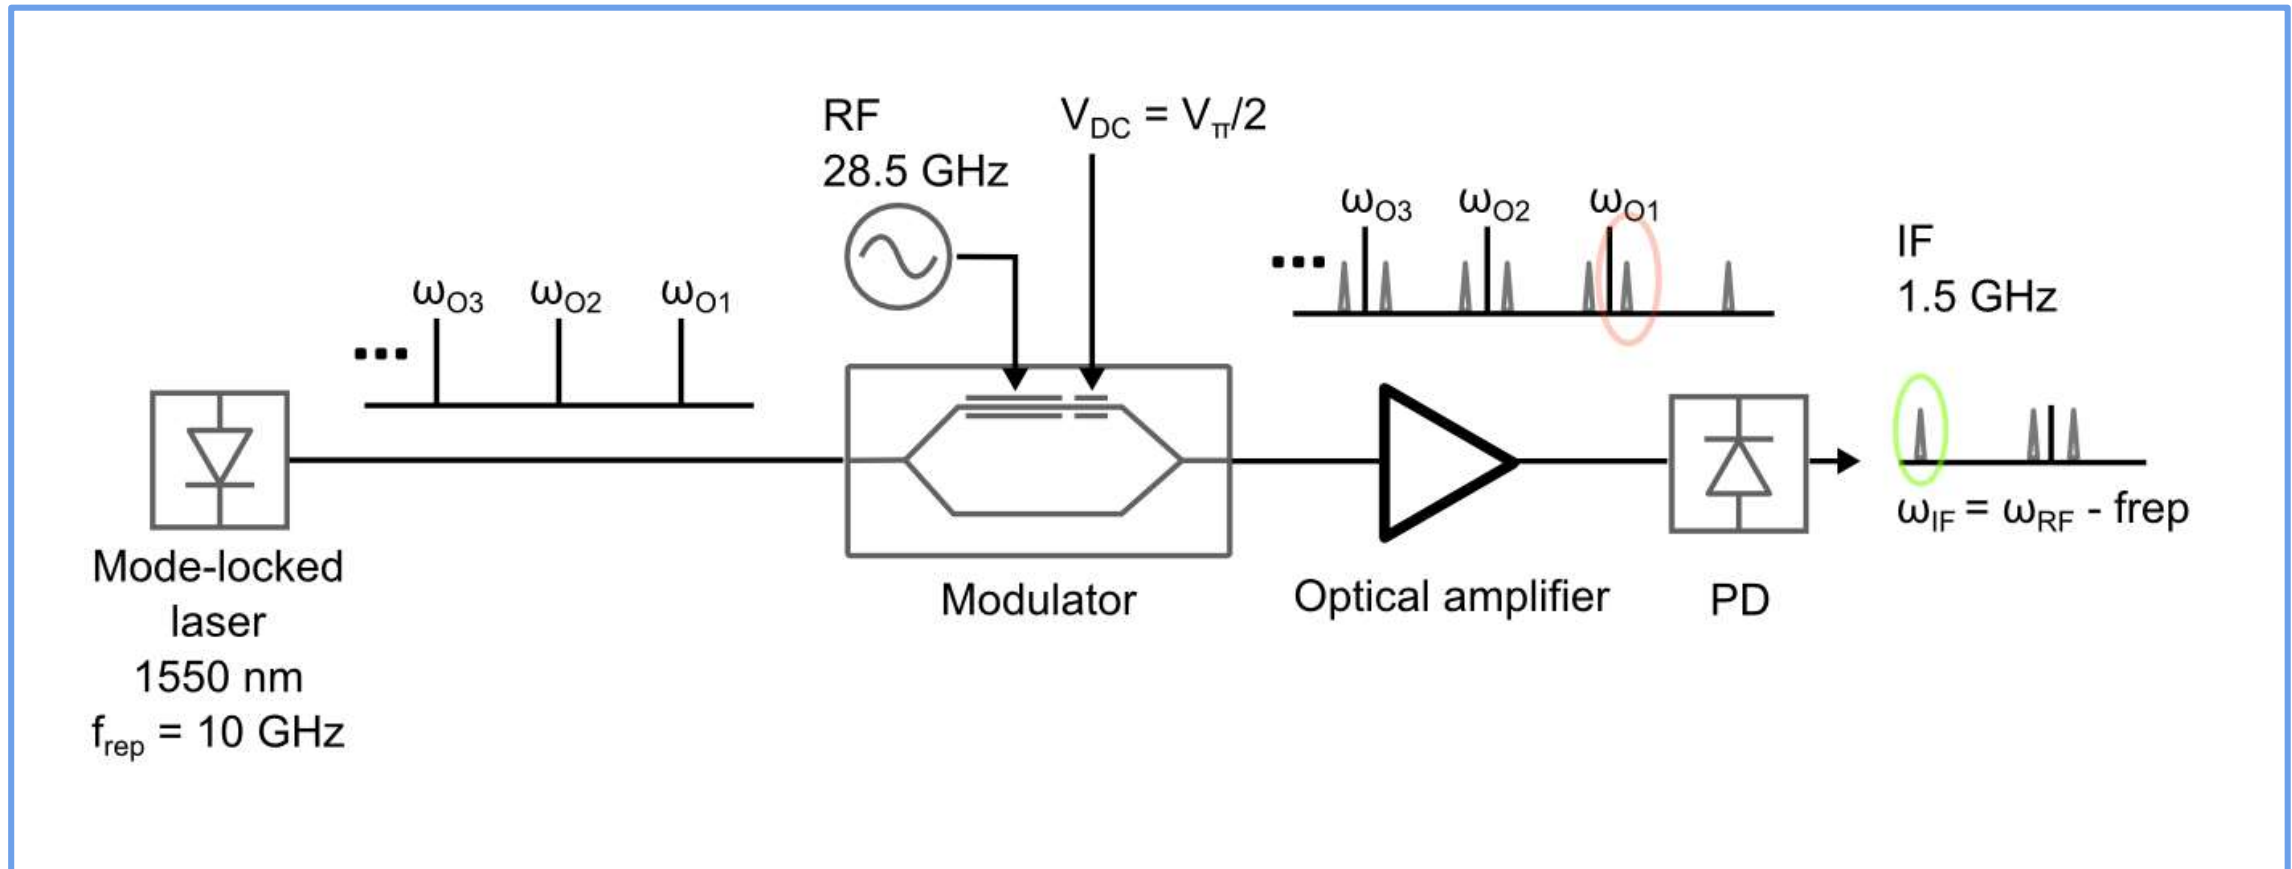 RF
28.5 GHz
V_DC = V_π/2
ω_O3 ω_O2 ω_O1
ω_O3 ω_O2 ω_O1
IF
1.5 GHz
ω_IF = ω_RF - frep
Mode-locked
laser
1550 nm
f_rep = 10 GHz
Modulator
Optical amplifier
PD